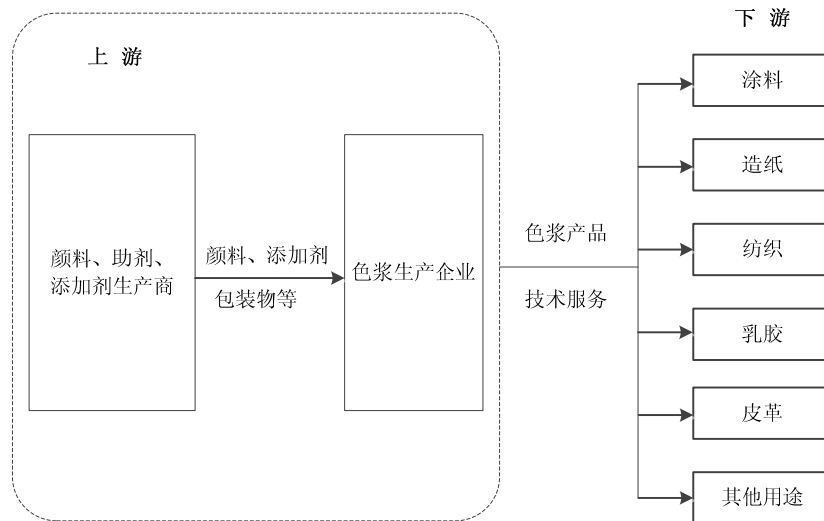 上 游
颜料、助剂、
添加剂生产商
颜料、添加剂
包装物等
色浆生产企业
色浆产品
技术服务
下 游
涂料
造纸
纺织
乳胶
皮革
其他用途